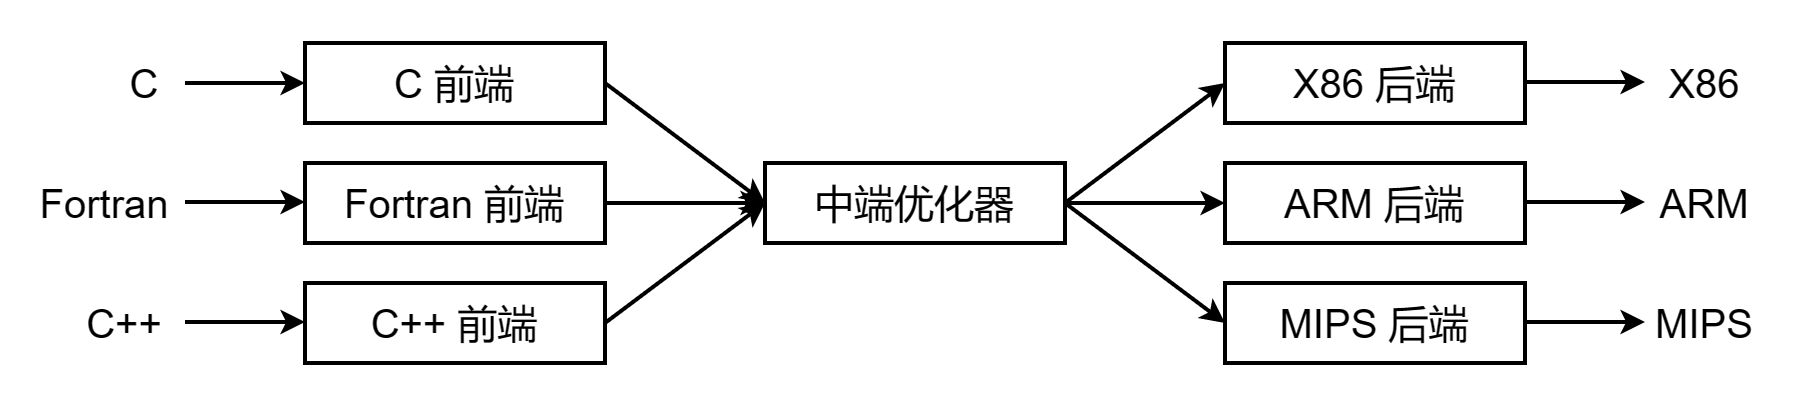 C
C 前端
X86 后端
X86
Fortran
Fortran 前端
中端优化器
ARM 后端
ARM
C++
C++ 前端
MIPS 后端
MIPS